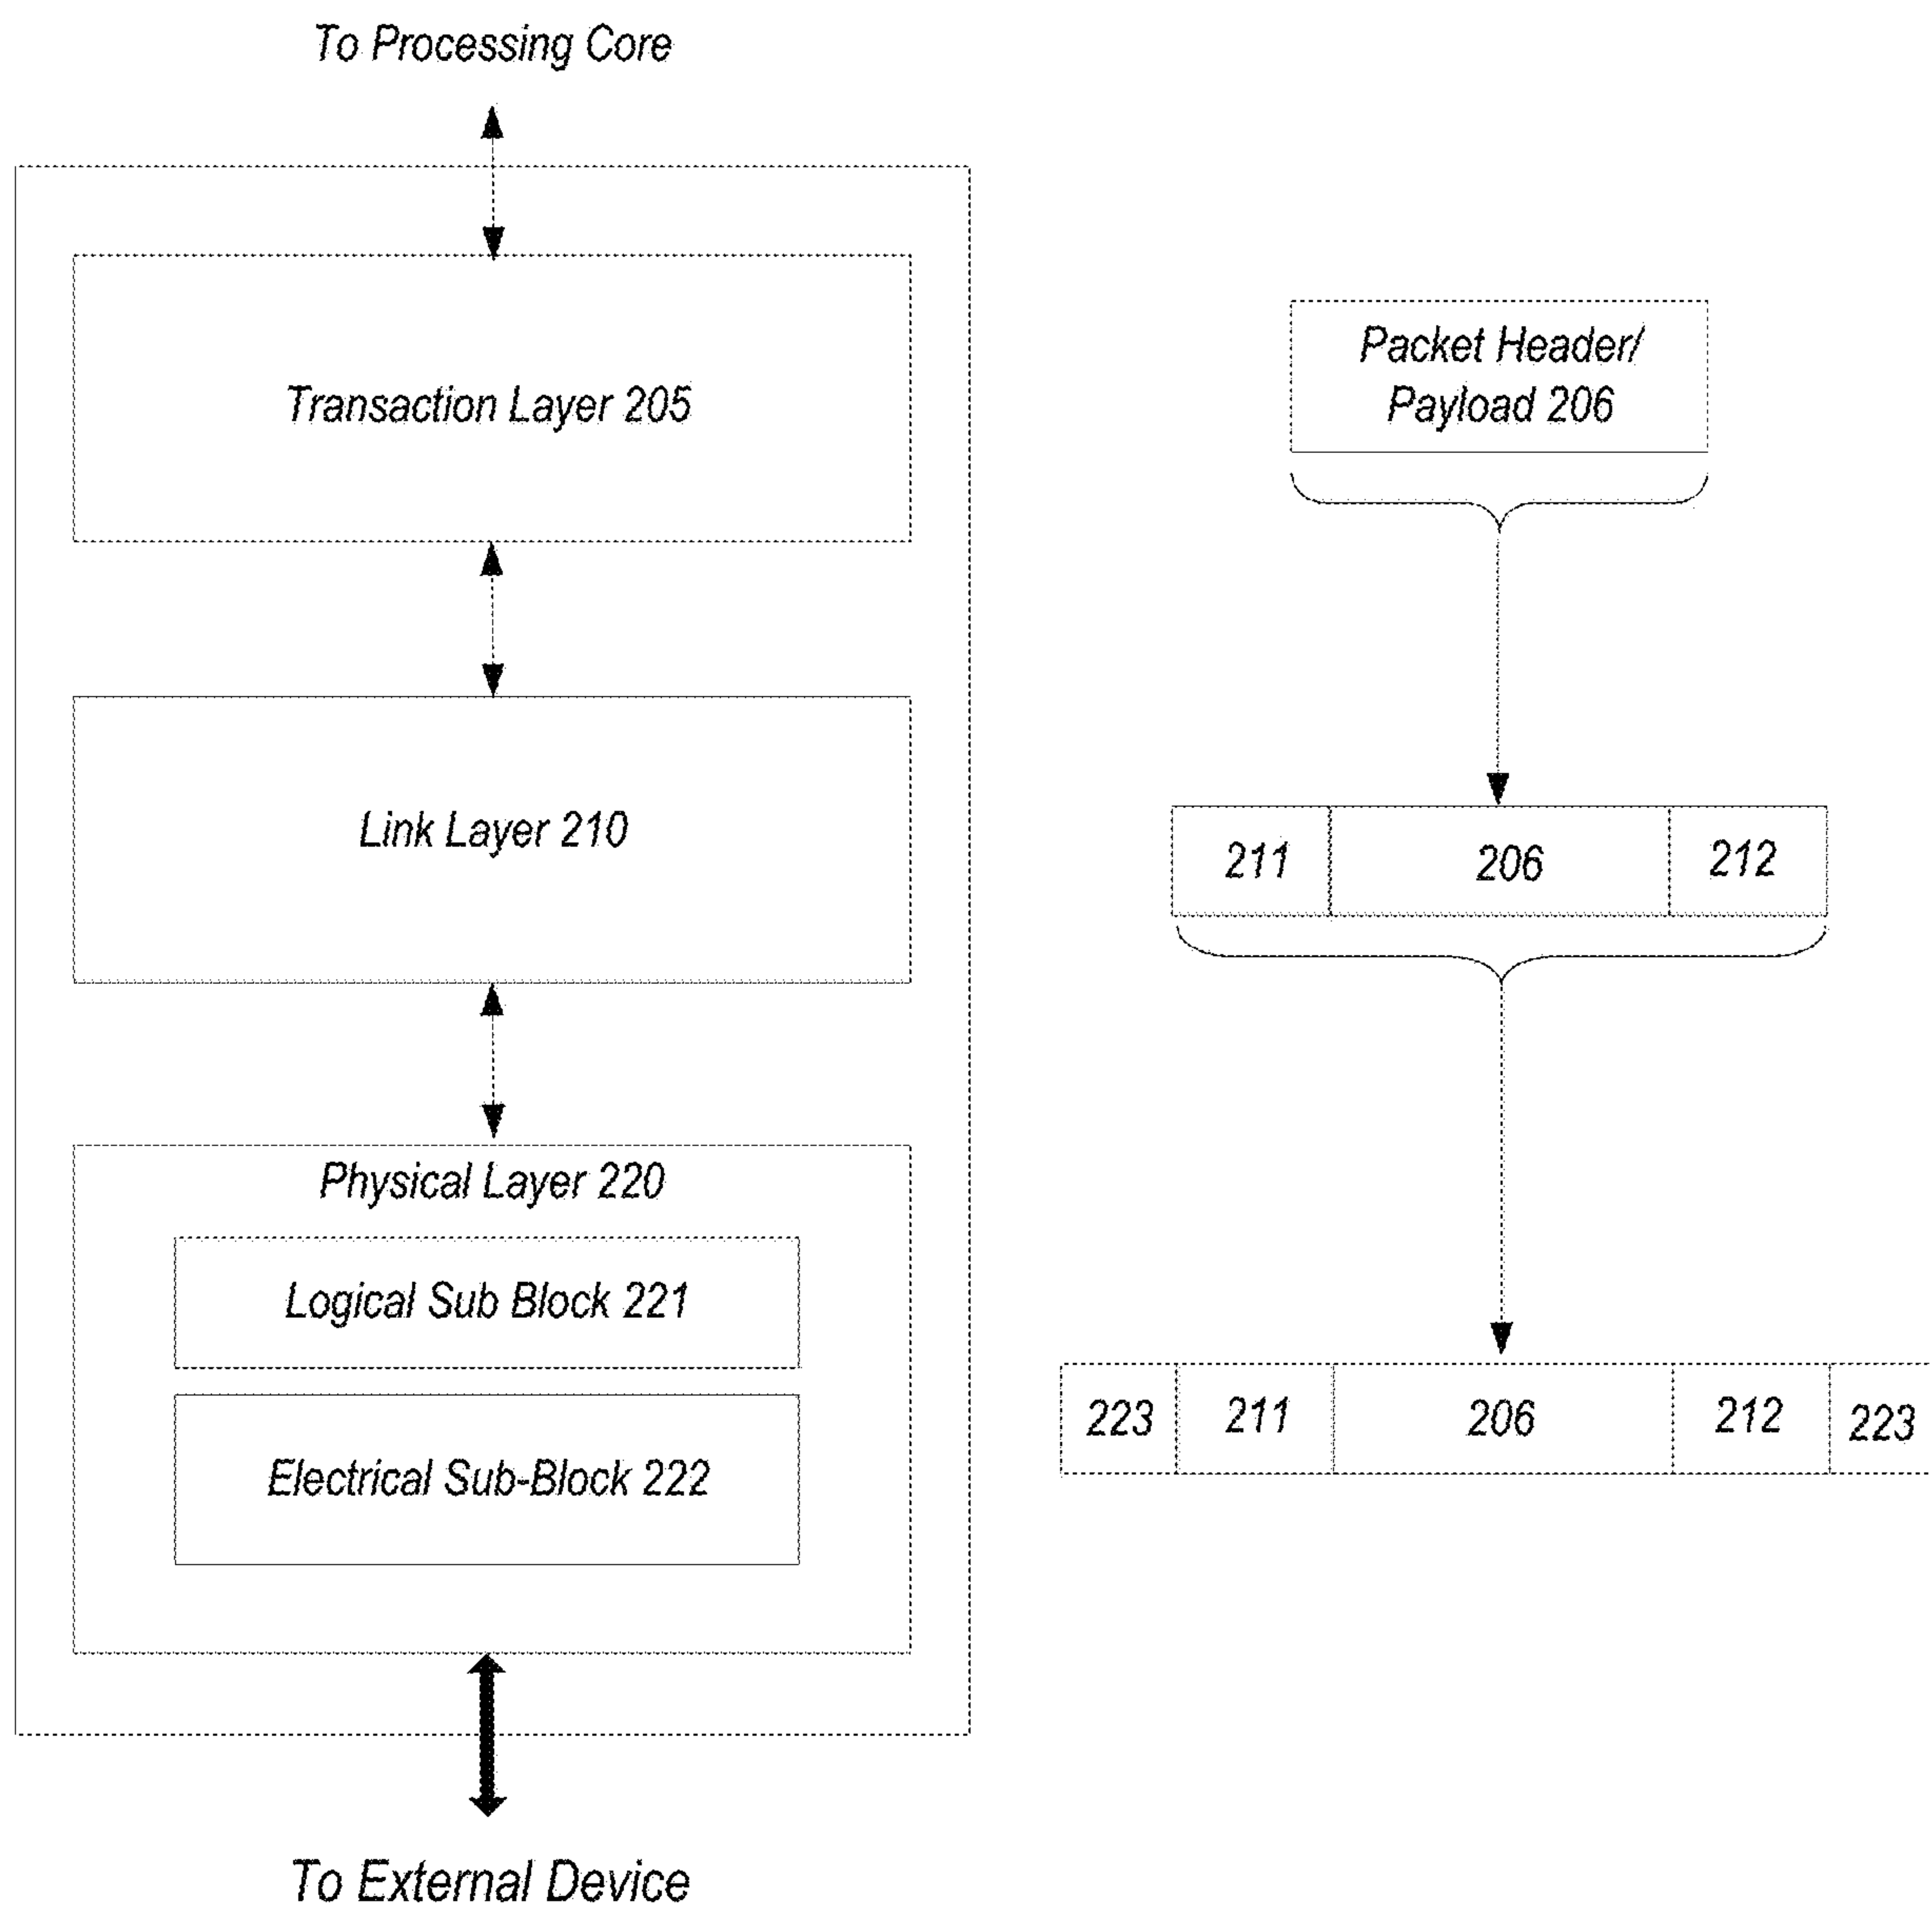 To Processing Core
Transaction Layer 205
Packet Header/
Payload 206
Link Layer 210
211 206 212
Physical Layer 220
Logical Sub Block 221
Electrical Sub-Block 222
223 211 206 212 223
To External Device